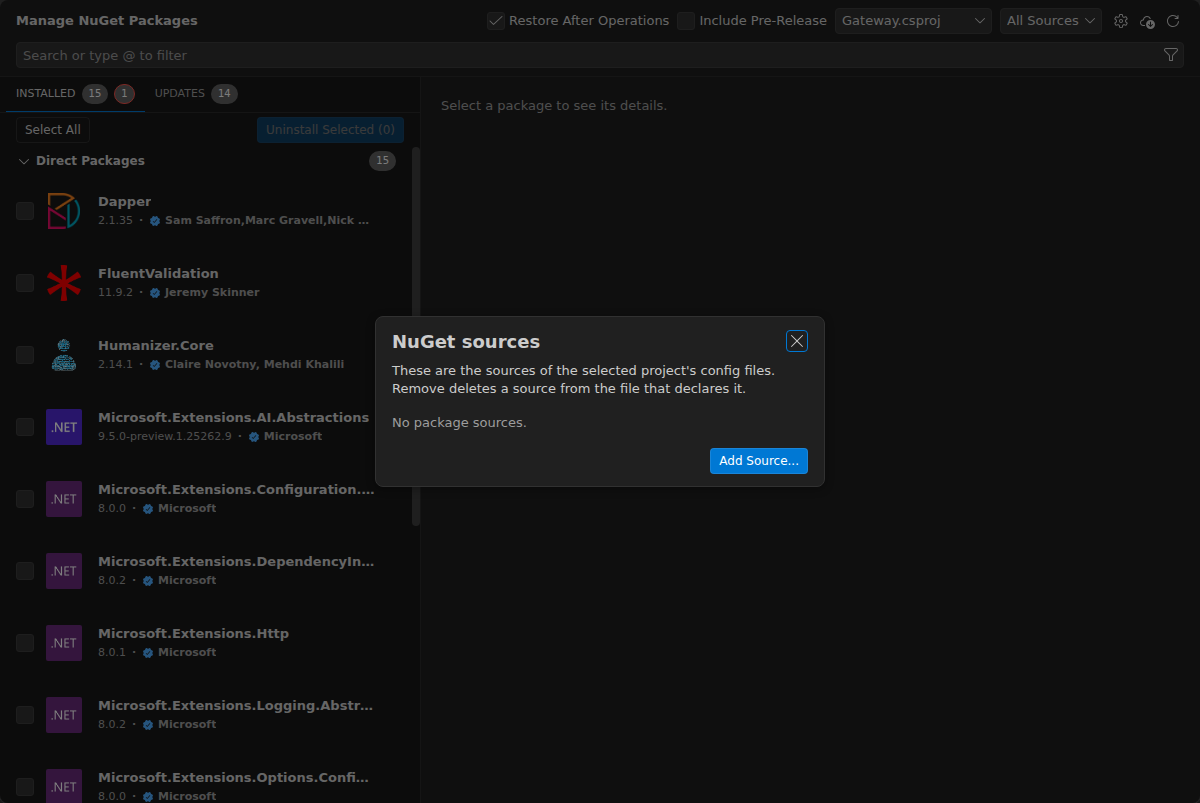 Manage NuGet Packages
Restore After Operations
Include Pre-Release
Gateway.csproj
All Sources
Search or type @ to filter
INSTALLED 15 1 UPDATES 14
Select a package to see its details.
Select All
Uninstall Selected (0)
Direct Packages 15
Dapper
2.1.35 · Sam Saffron,Marc Gravell,Nick ...
FluentValidation
11.9.2 · Jeremy Skinner
Humanizer.Core
2.14.1 · Claire Novotny, Mehdi Khalili
.NET
Microsoft.Extensions.AI.Abstractions
9.5.0-preview.1.25262.9 · Microsoft
.NET
Microsoft.Extensions.Configuration....
8.0.0 · Microsoft
.NET
Microsoft.Extensions.DependencyIn...
8.0.2 · Microsoft
.NET
Microsoft.Extensions.Http
8.0.1 · Microsoft
.NET
Microsoft.Extensions.Logging.Abstr...
8.0.2 · Microsoft
.NET
Microsoft.Extensions.Options.Confi...
8.0.0 · Microsoft
NuGet sources
These are the sources of the selected project's config files.
Remove deletes a source from the file that declares it.
No package sources.
Add Source...